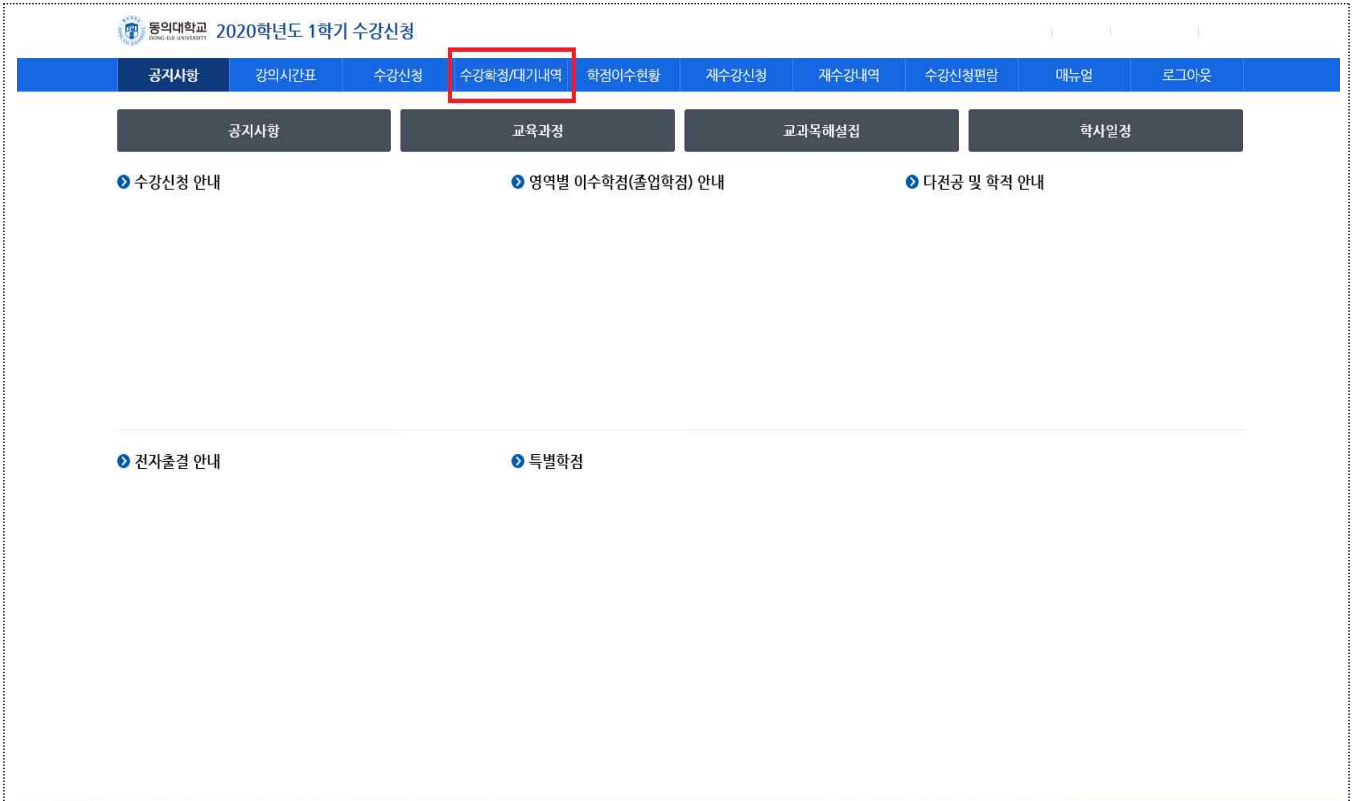 동의대학교 2020학년도 1학기 수강신청
DONG-EUI UNIVERSITY
공지사항 강의시간표 수강신청 수강확정/대기내역 학점이수현황 재수강신청 재수강내역 수강신청편람 매뉴얼 로그아웃
공지사항 교육과정 교과목해설집 학사일정
수강신청 안내 영역별 이수학점(졸업학점) 안내 다전공 및 학적 안내
전자출결 안내 특별학점